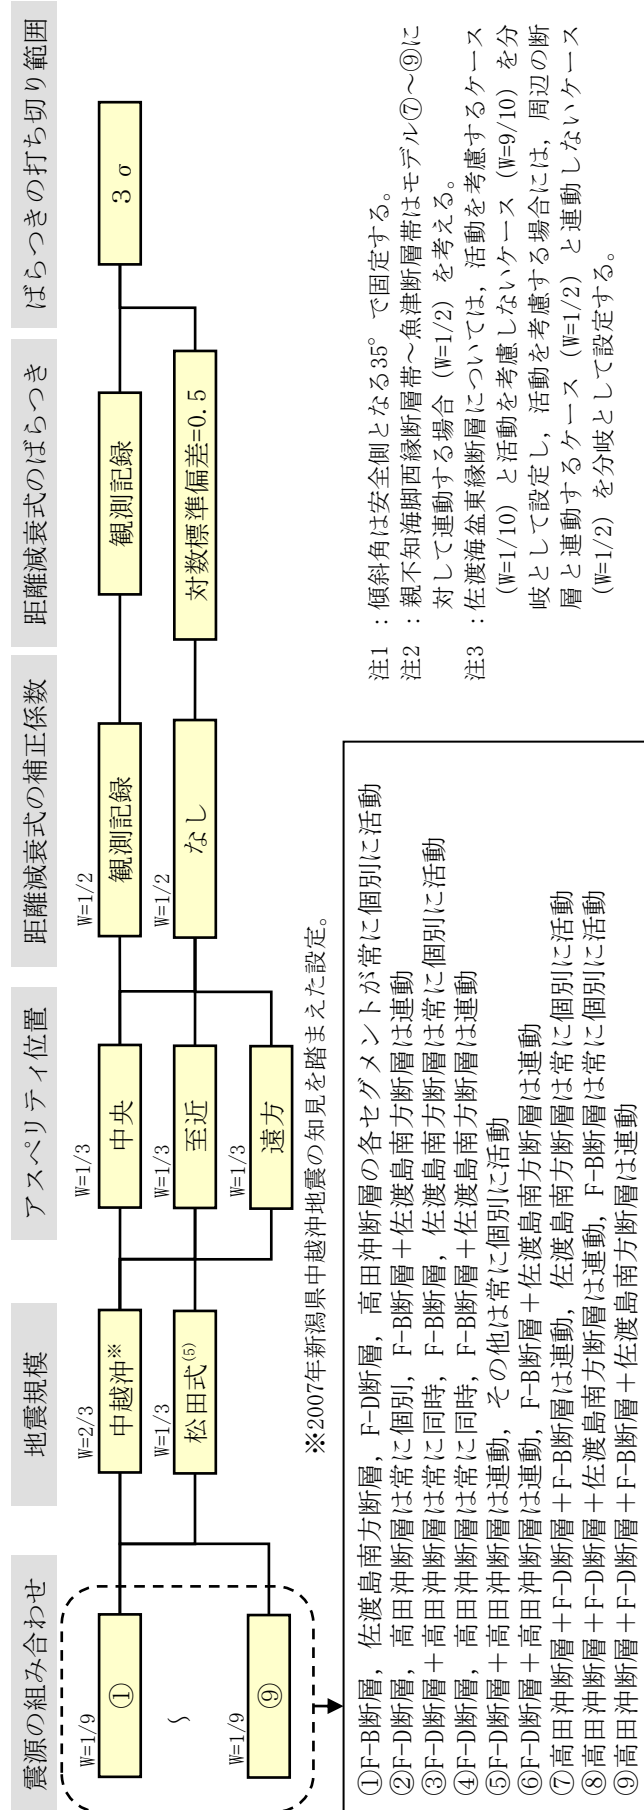 震源の組み合わせ
地震規模
アスペリティ位置
距離減衰式の補正係数
距離減衰式のばらつき
ばらつきの打ち切り範囲
W=1/9
①
～
W=1/9
⑨
W=2/3
中越沖※
W=1/3
松田式(5)
W=1/3
中央
W=1/3
至近
W=1/3
遠方
W=1/2
観測記録
W=1/2
なし
観測記録
対数標準偏差=0.5
3σ
※2007年新潟県中越沖地震の知見を踏まえた設定。
①F-B断層，佐渡島南方断層，F-D断層，高田沖断層の各セグメントが常に個別に活動
②F-D断層，高田沖断層は常に個別，F-B断層＋佐渡島南方断層は連動
③F-D断層＋高田沖断層は常に同時，F-B断層，佐渡島南方断層は常に個別に活動
④F-D断層，高田沖断層は常に同時，F-B断層＋佐渡島南方断層は連動
⑤F-D断層＋高田沖断層は連動，その他は常に個別に活動
⑥F-D断層＋高田沖断層は連動，F-B断層＋佐渡島南方断層は連動
⑦高田沖断層＋F-D断層＋F-B断層は連動，佐渡島南方断層は常に個別に活動
⑧高田沖断層＋F-D断層＋佐渡島南方断層は連動，F-B断層は常に個別に活動
⑨高田沖断層＋F-D断層＋F-B断層＋佐渡島南方断層は連動
注1：傾斜角は安全側となる35°で固定する。
注2：親不知海脚西縁断層帯～魚津断層帯はモデル⑦～⑨に
対して連動する場合（W=1/2）を考える。
注3：佐渡海盆東縁断層については，活動を考慮するケース
（W=1/10）と活動を考慮しないケース（W=9/10）を分
岐として設定し，活動を考慮する場合には，周辺の断
層と連動するケース（W=1/2）と連動しないケース
（W=1/2）を分岐として設定する。